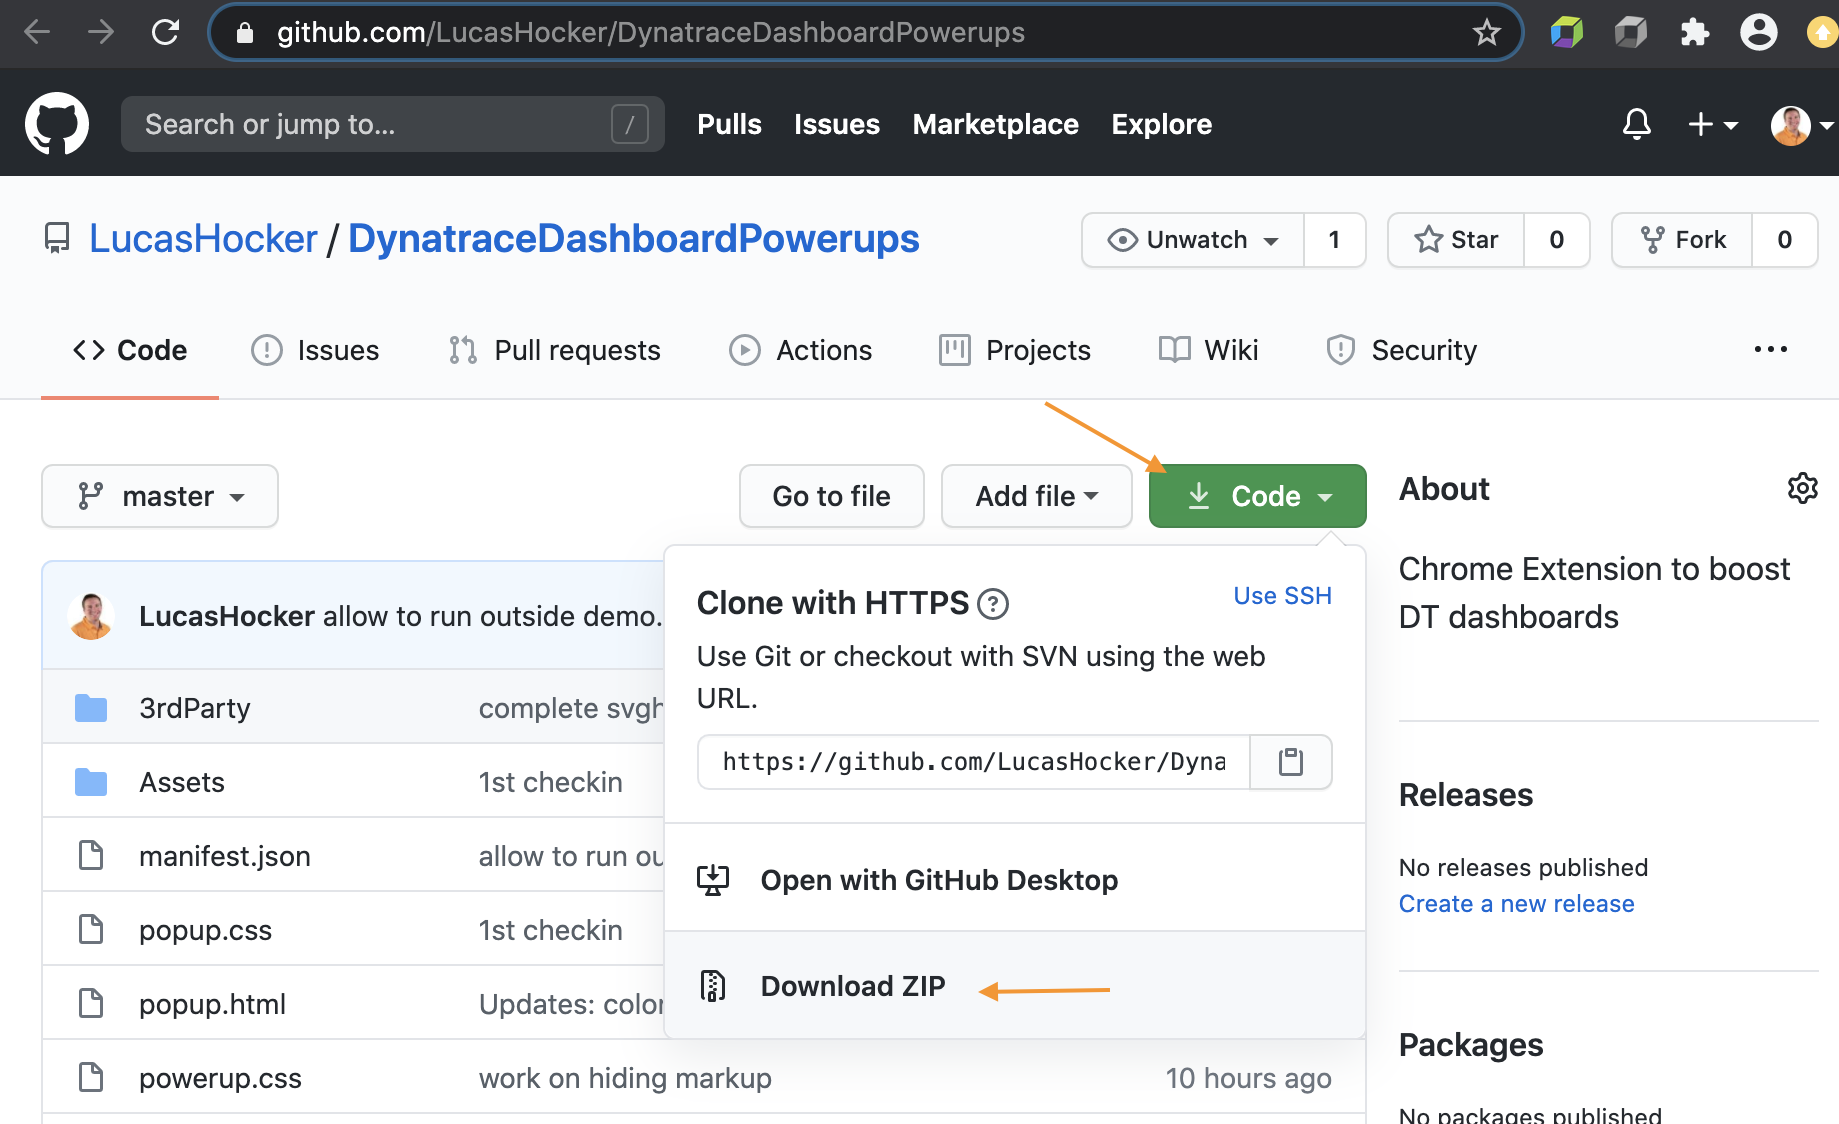 github.com/LucasHocker/DynatraceDashboardPowerups
Search or jump to... /
Pulls Issues Marketplace Explore
LucasHocker / DynatraceDashboardPowerups
Unwatch 1 Star 0 Fork 0
Code Issues Pull requests Actions Projects Wiki Security
master Go to file Add file Code
LucasHocker allow to run outside demo.
3rdParty complete svgh
Assets 1st checkin
manifest.json allow to run ou
popup.css 1st checkin
popup.html Updates: color
powerup.css work on hiding markup 10 hours ago
Clone with HTTPS ? Use SSH
Use Git or checkout with SVN using the web
URL.
https://github.com/LucasHocker/Dyna
Open with GitHub Desktop
Download ZIP
About
Chrome Extension to boost
DT dashboards
Releases
No releases published
Create a new release
Packages
No packages published